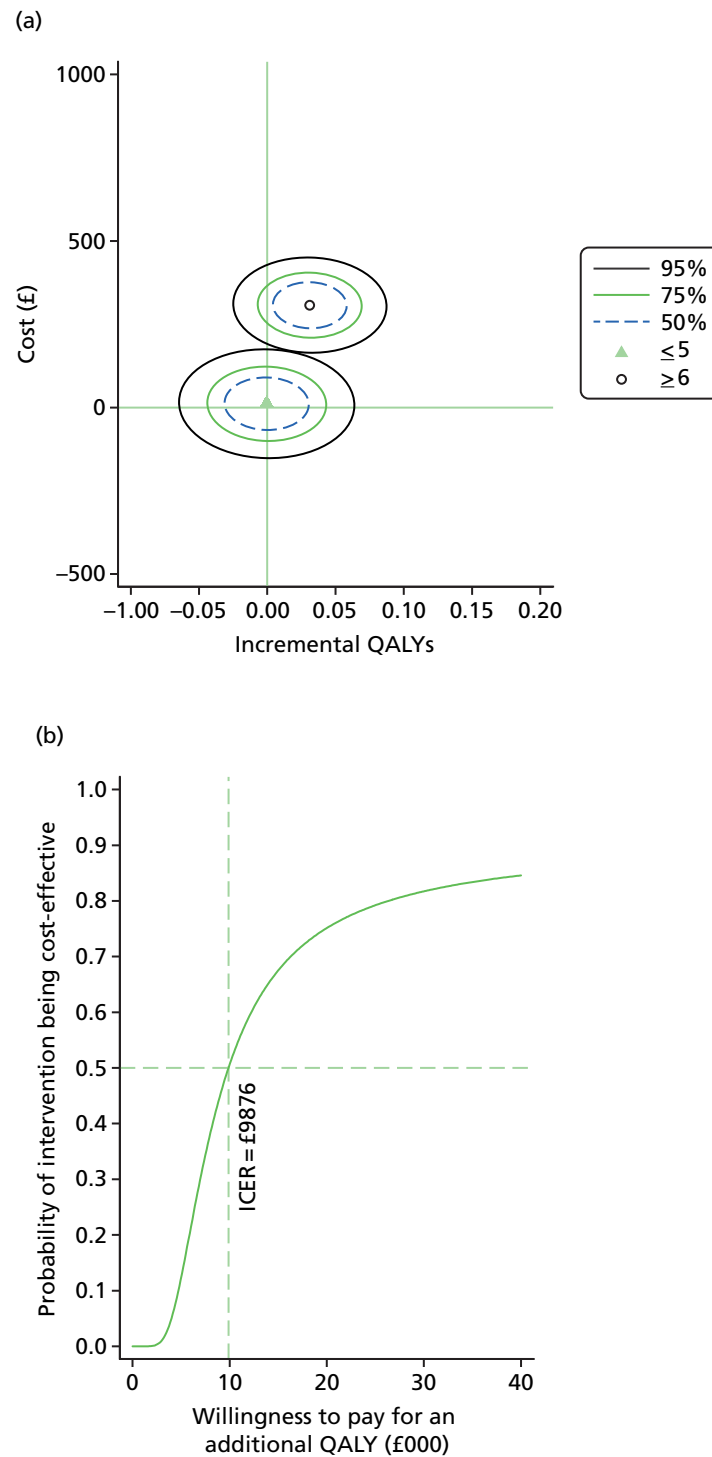 (a)
1000
500
0
–500
Cost (£)
–1.00 –0.05 0.00 0.05 0.10 0.15 0.20
Incremental QALYs
95%
75%
50%
≤5
≥6
(b)
1.0
0.9
0.8
0.7
0.6
0.5
0.4
0.3
0.2
0.1
0.0
Probability of intervention being cost-effective
ICER = £9876
0 10 20 30 40
Willingness to pay for an
additional QALY (£000)